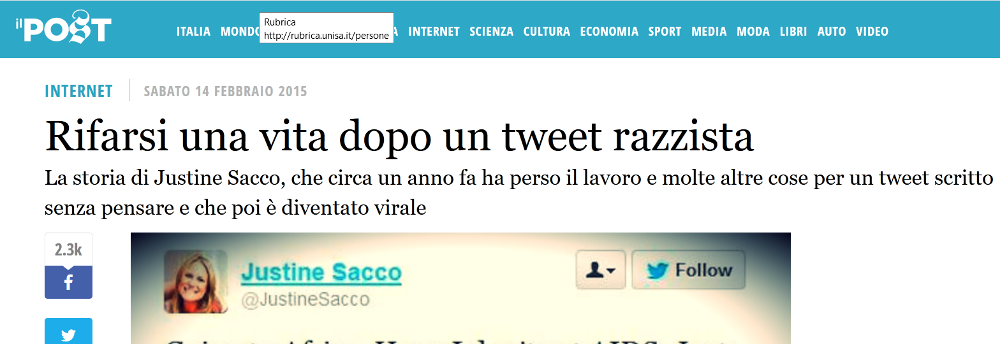 il POST
ITALIA MONDO INTERNET SCIENZA CULTURA ECONOMIA SPORT MEDIA MODA LIBRI AUTO VIDEO
Rubrica
http://rubrica.unisa.it/persone
INTERNET SABATO 14 FEBBRAIO 2015
Rifarsi una vita dopo un tweet razzista
La storia di Justine Sacco, che circa un anno fa ha perso il lavoro e molte altre cose per un tweet scritto
senza pensare e che poi è diventato virale
2.3k
f
Justine Sacco
@JustineSacco
Follow